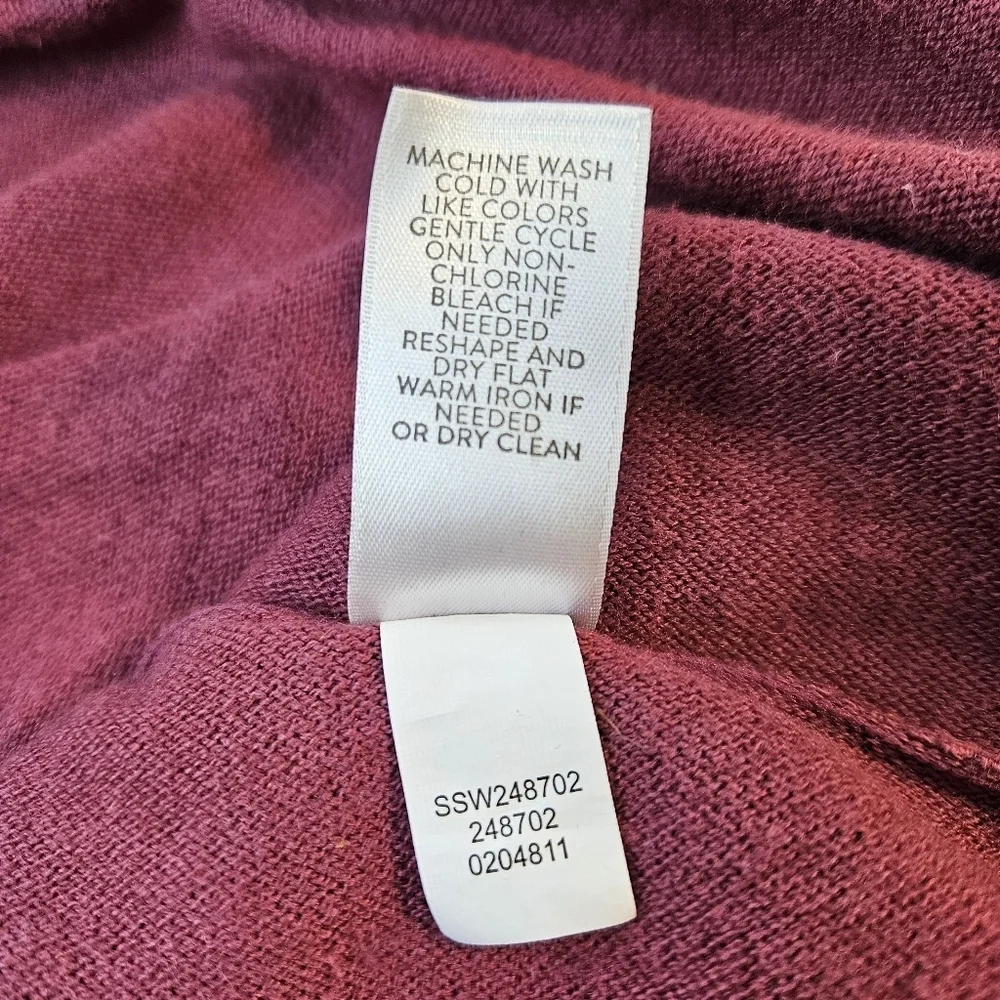 MACHINE WASH
COLD WITH
LIKE COLORS
GENTLE CYCLE
ONLY NON-
CHLORINE
BLEACH IF
NEEDED
RESHAPE AND
DRY FLAT
WARM IRON IF
NEEDED
OR DRY CLEAN
SSW248702
248702
0204811